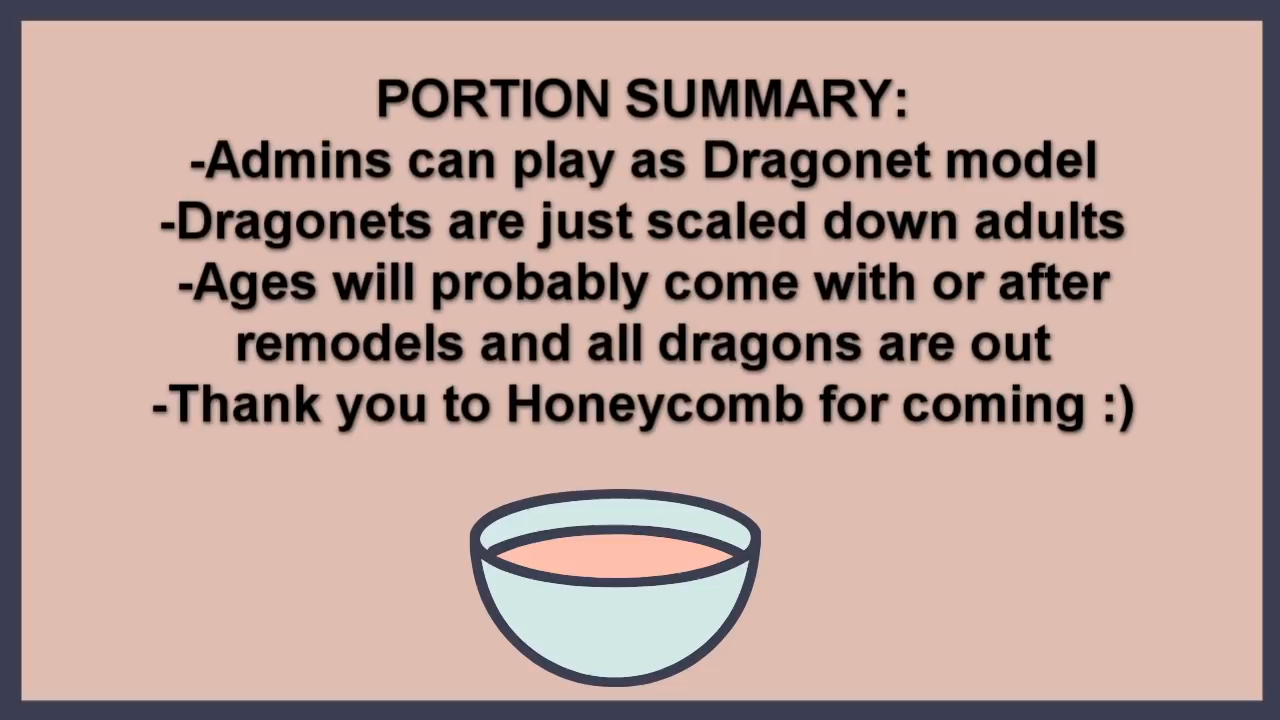 PORTION SUMMARY:
-Admins can play as Dragonet model
-Dragonets are just scaled down adults
-Ages will probably come with or after
remodels and all dragons are out
-Thank you to Honeycomb for coming :)